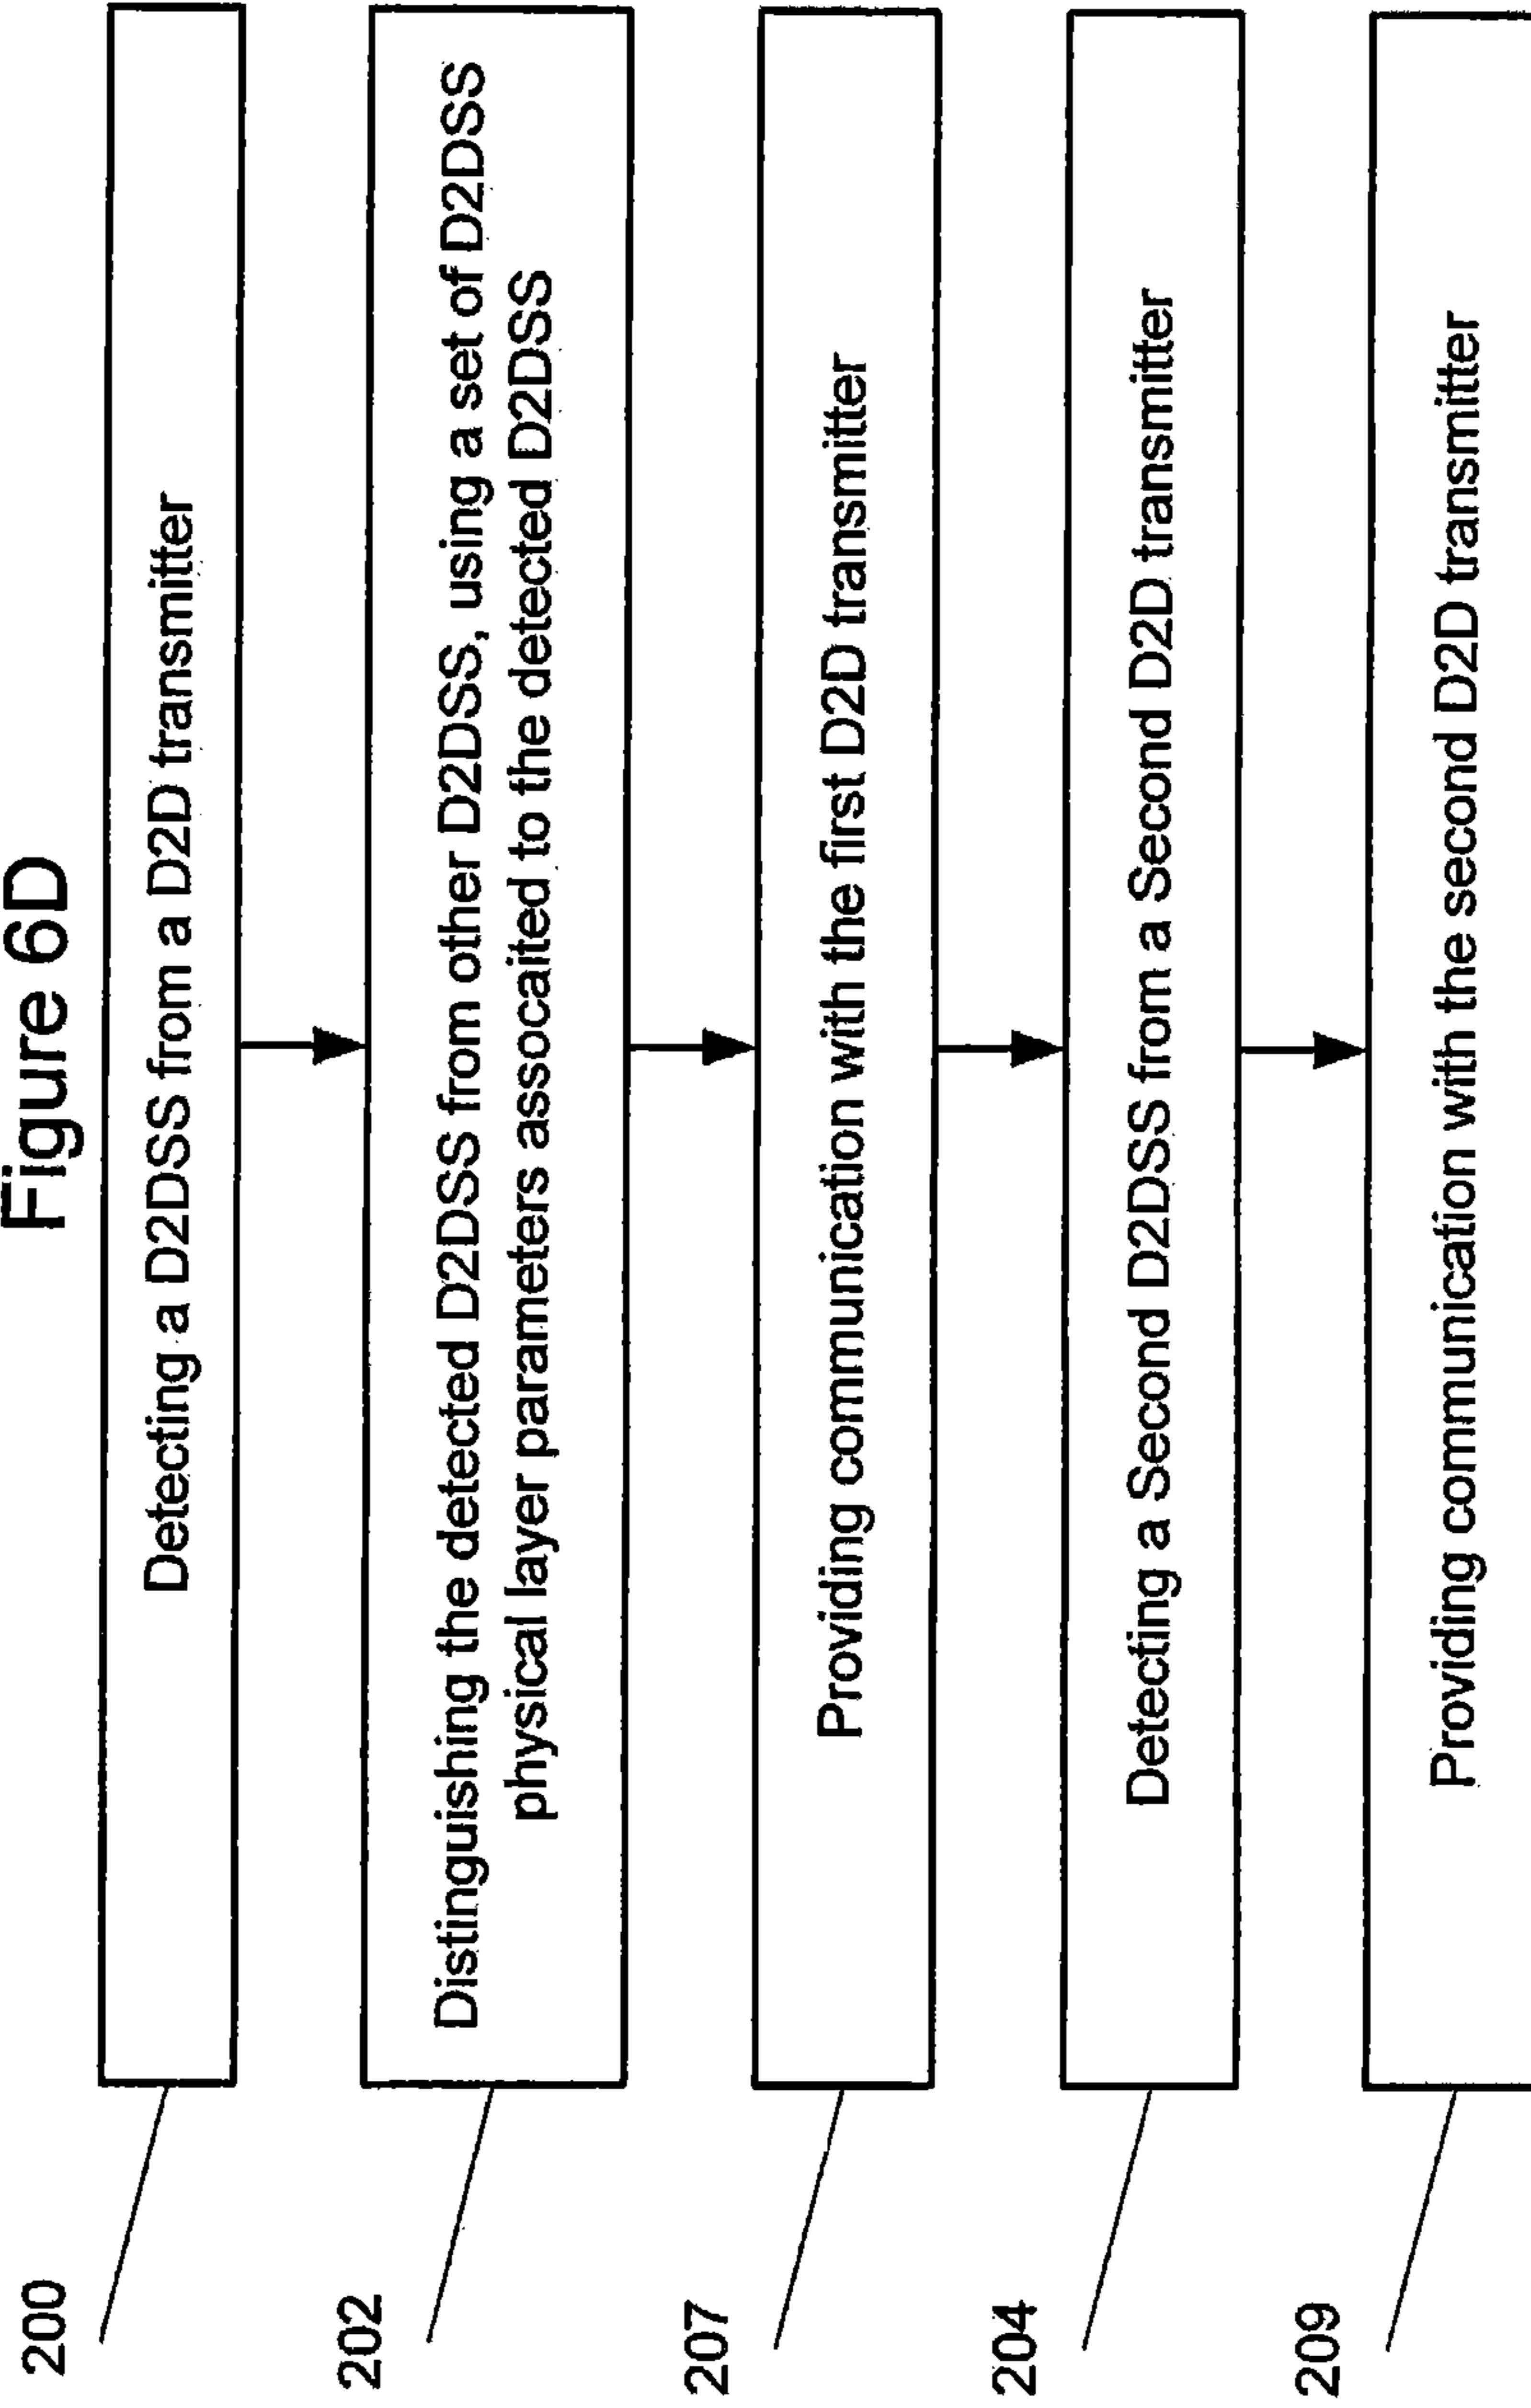 Figure 6D
200
Detecting a D2DSS from a D2D transmitter
202
Distinguishing the detected D2DSS from other D2DSS, using a set of D2DSS
physical layer parameters assocaited to the detected D2DSS
207
Providing communication with the first D2D transmitter
204
Detecting a Second D2DSS from a Second D2D transmitter
209
Providing communication with the second D2D transmitter